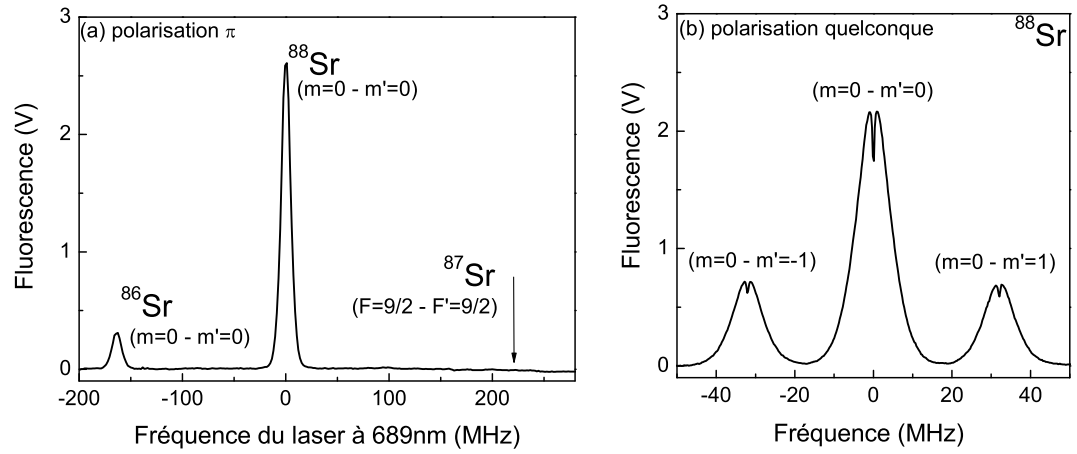 (a) polarisation π
88Sr
(m=0 - m'=0)
86Sr
(m=0 - m'=0)
87Sr
(F=9/2 - F'=9/2)
Fluorescence (V)
3
2
1
0
-200
-100
0
100
200
Fréquence du laser à 689nm (MHz)
(b) polarisation quelconque
88Sr
(m=0 - m'=0)
(m=0 - m'=-1)
(m=0 - m'=1)
Fluorescence (V)
3
2
1
0
-40
-20
0
20
40
Fréquence (MHz)